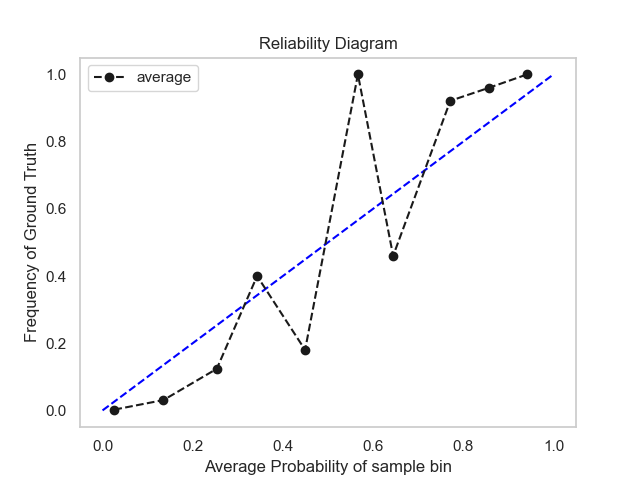 Reliability Diagram
average
Frequency of Ground Truth
1.0
0.8
0.6
0.4
0.2
0.0
0.0 0.2 0.4 0.6 0.8 1.0
Average Probability of sample bin